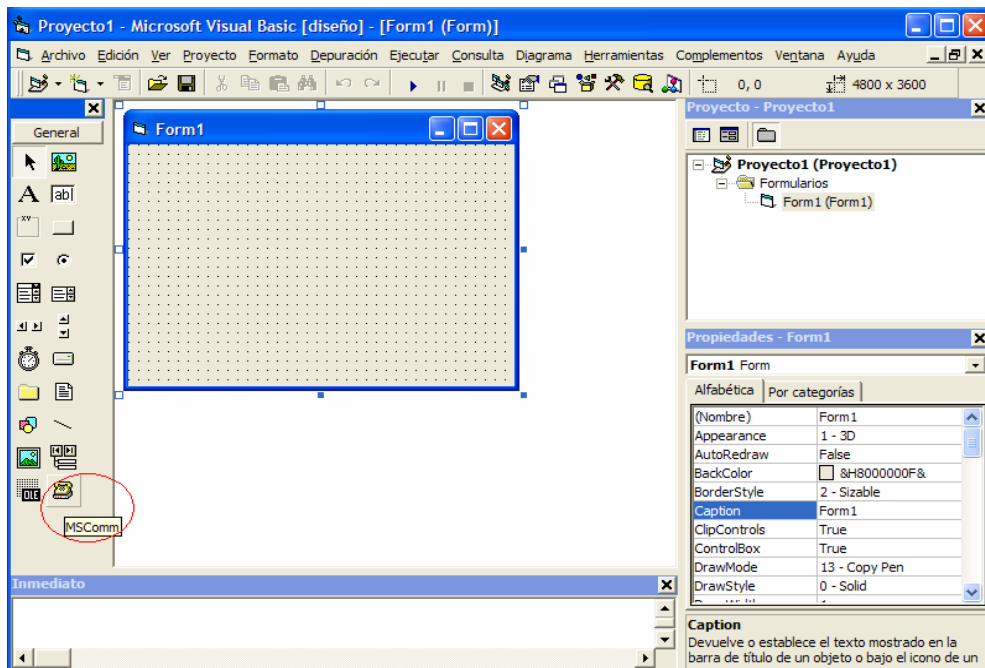 Proyecto1 - Microsoft Visual Basic [diseño] - [Form1 (Form)]
Archivo Edición Ver Proyecto Formato Depuración Ejecutar Consulta Diagrama Herramientas Complementos Ventana Ayuda
0, 0 4800 x 3600
General
A ab|
XY
OLE
MSComm
Form1
Proyecto - Proyecto1
Proyecto1 (Proyecto1)
Formularios
Form1 (Form1)
Propiedades - Form1
Form1 Form
Alfabética Por categorías
(Nombre) Form1
Appearance 1 - 3D
AutoRedraw False
BackColor &H8000000F&
BorderStyle 2 - Sizable
Caption Form1
ClipControls True
ControlBox True
DrawMode 13 - Copy Pen
DrawStyle 0 - Solid
Caption
Devuelve o establece el texto mostrado en la
barra de título de un objeto o bajo el icono de un
Inmediato